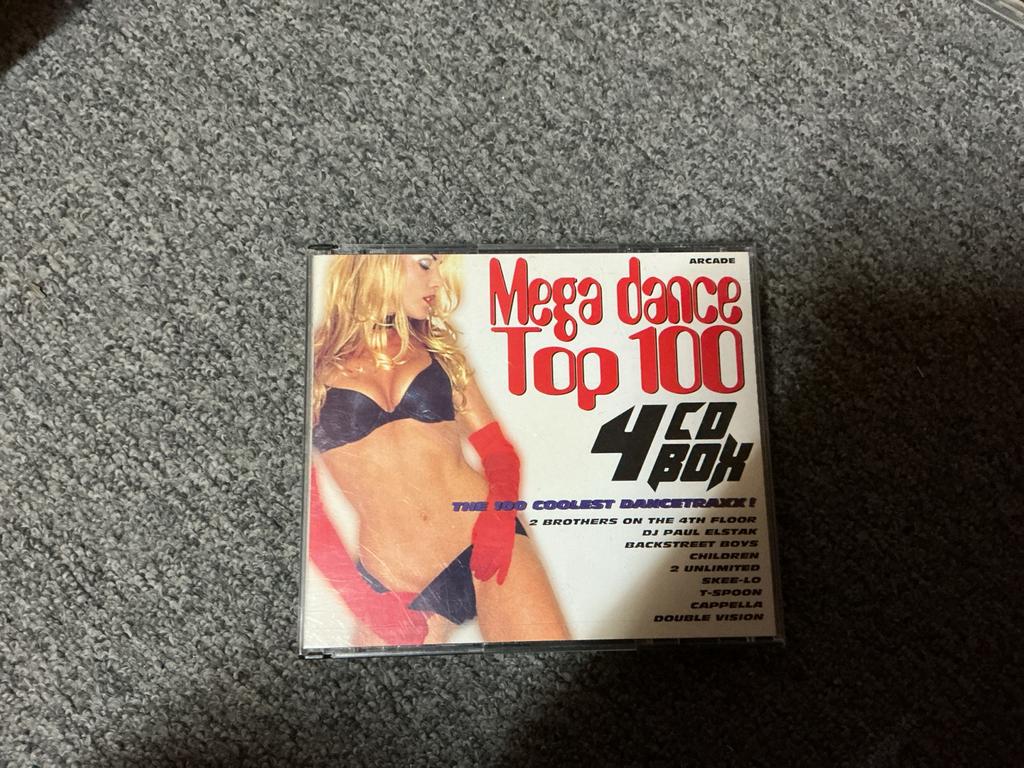 ARCADE
Mega dance
Top 100
4 CD
BOX
THE 100 COOLEST DANCETRAXX!
2 BROTHERS ON THE 4TH FLOOR
DJ PAUL ELSTAK
BACKSTREET BOYS
CHILDREN
2 UNLIMITED
SKEE-LO
T-SPOON
CAPPELLA
DOUBLE VISION